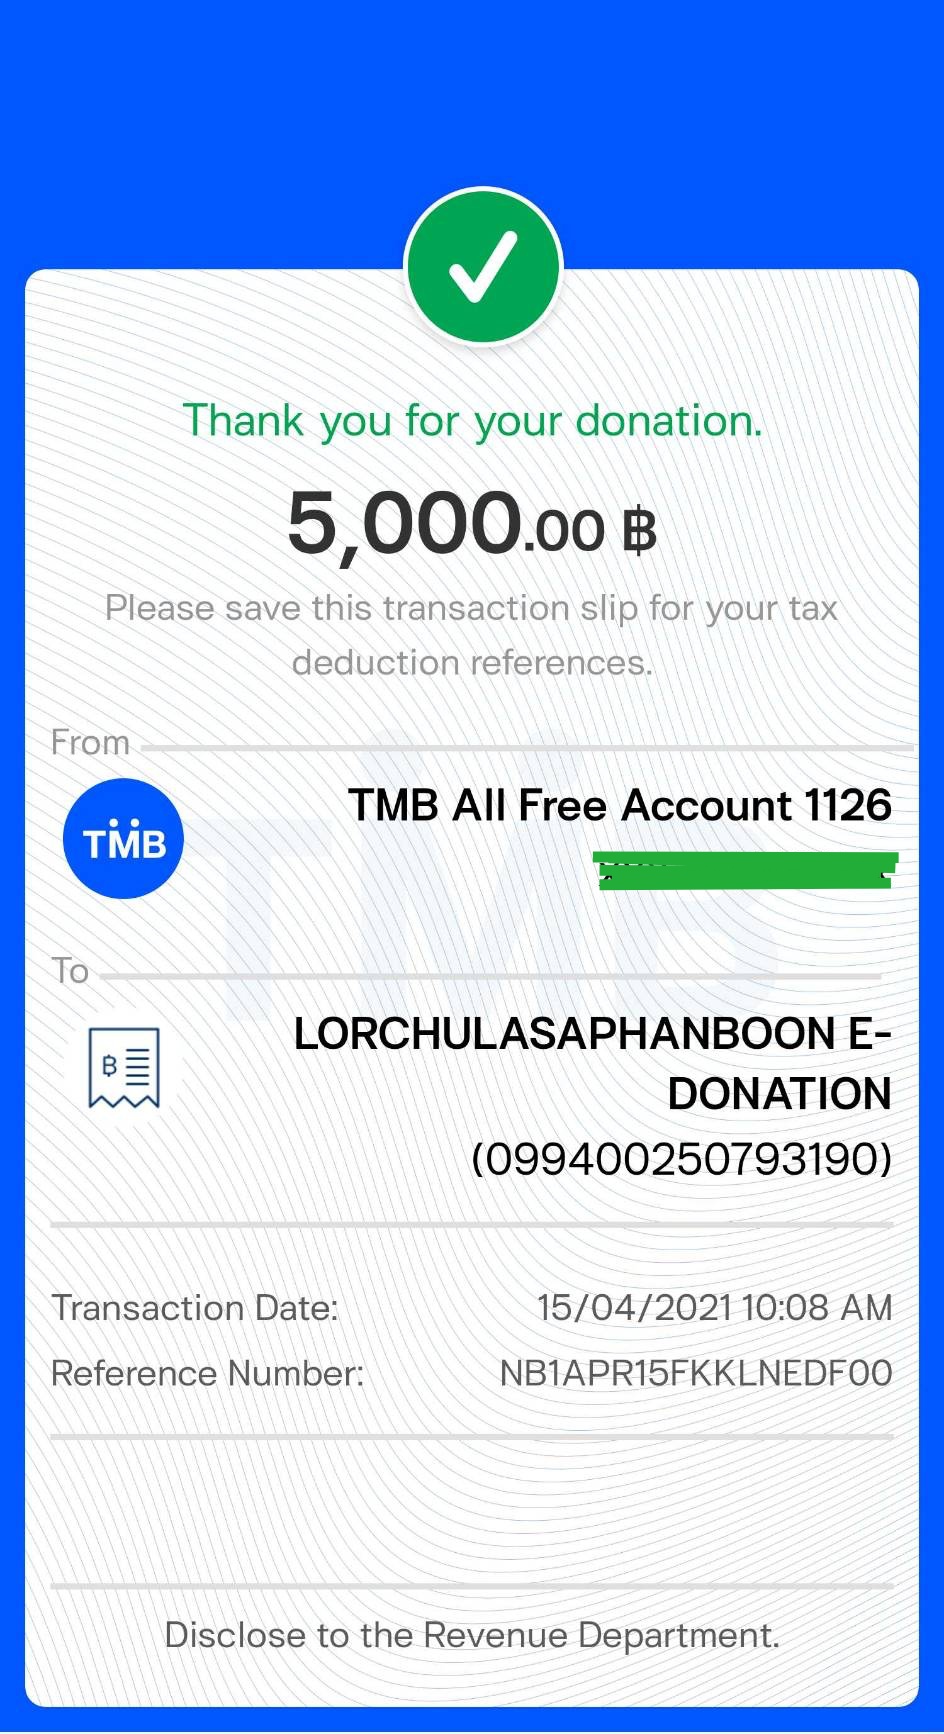 Thank you for your donation.
5,000.00 ฿
Please save this transaction slip for your tax
deduction references.
From
TMB
TMB All Free Account 1126
To
฿
LORCHULASAPHANBOON E-
DONATION
(099400250793190)
Transaction Date: 15/04/2021 10:08 AM
Reference Number: NB1APR15FKKLNEDF00
Disclose to the Revenue Department.